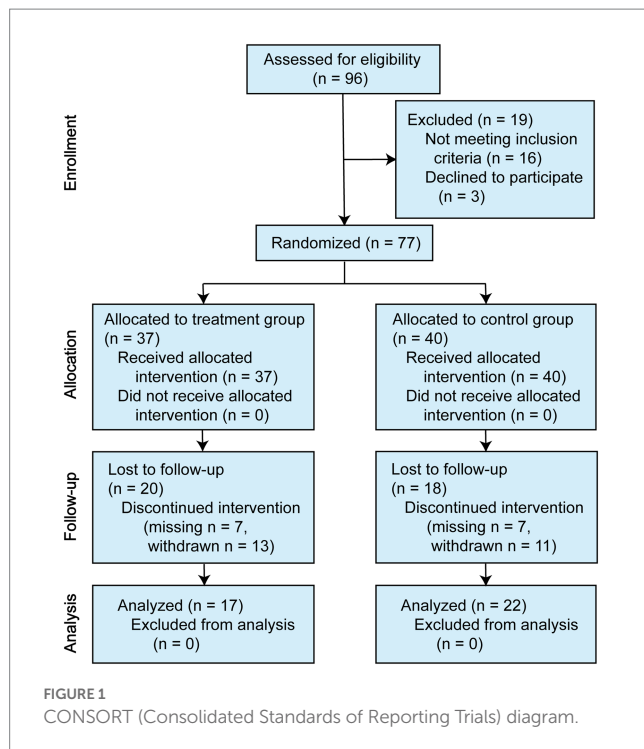 Assessed for eligibility
(n = 96)
Enrollment
Excluded (n = 19)
Not meeting inclusion
criteria (n = 16)
Declined to participate
(n = 3)
Randomized (n = 77)
Allocation
Allocated to treatment group
(n = 37)
Received allocated
intervention (n = 37)
Did not receive allocated
intervention (n = 0)
Allocated to control group
(n = 40)
Received allocated
intervention (n = 40)
Did not receive allocated
intervention (n = 0)
Follow-up
Lost to follow-up
(n = 20)
Discontinued intervention
(missing n = 7,
withdrawn n = 13)
Lost to follow-up
(n = 18)
Discontinued intervention
(missing n = 7,
withdrawn n = 11)
Analysis
Analyzed (n = 17)
Excluded from analysis
(n = 0)
Analyzed (n = 22)
Excluded from analysis
(n = 0)
FIGURE 1
CONSORT (Consolidated Standards of Reporting Trials) diagram.